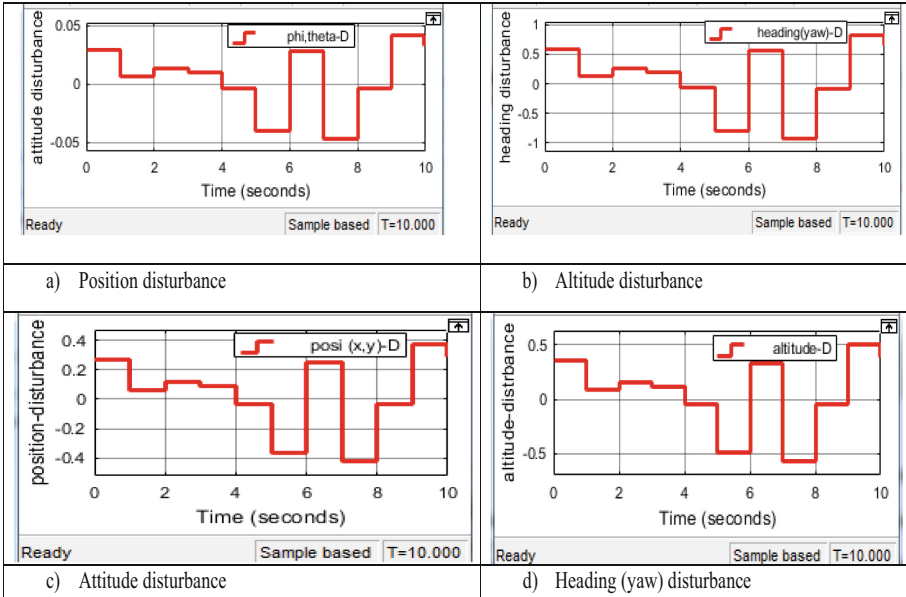 attitude disturbance
0.05
0
-0.05
phi,theta-D
0 2 4 6 8 10
Time (seconds)
Ready Sample based T=10.000
heading disturbance
1
0.5
0
-0.5
-1
heading(yaw)-D
0 2 4 6 8 10
Time (seconds)
Ready Sample based T=10.000
a) Position disturbance
b) Altitude disturbance
position-disturbance
0.4
0.2
0
-0.2
-0.4
posi (x,y)-D
0 2 4 6 8 10
Time (seconds)
Ready Sample based T=10.000
altitude-distrbance
0.5
0
-0.5
altitude-D
0 2 4 6 8 10
Time (seconds)
Ready Sample based T=10.000
c) Attitude disturbance
d) Heading (yaw) disturbance